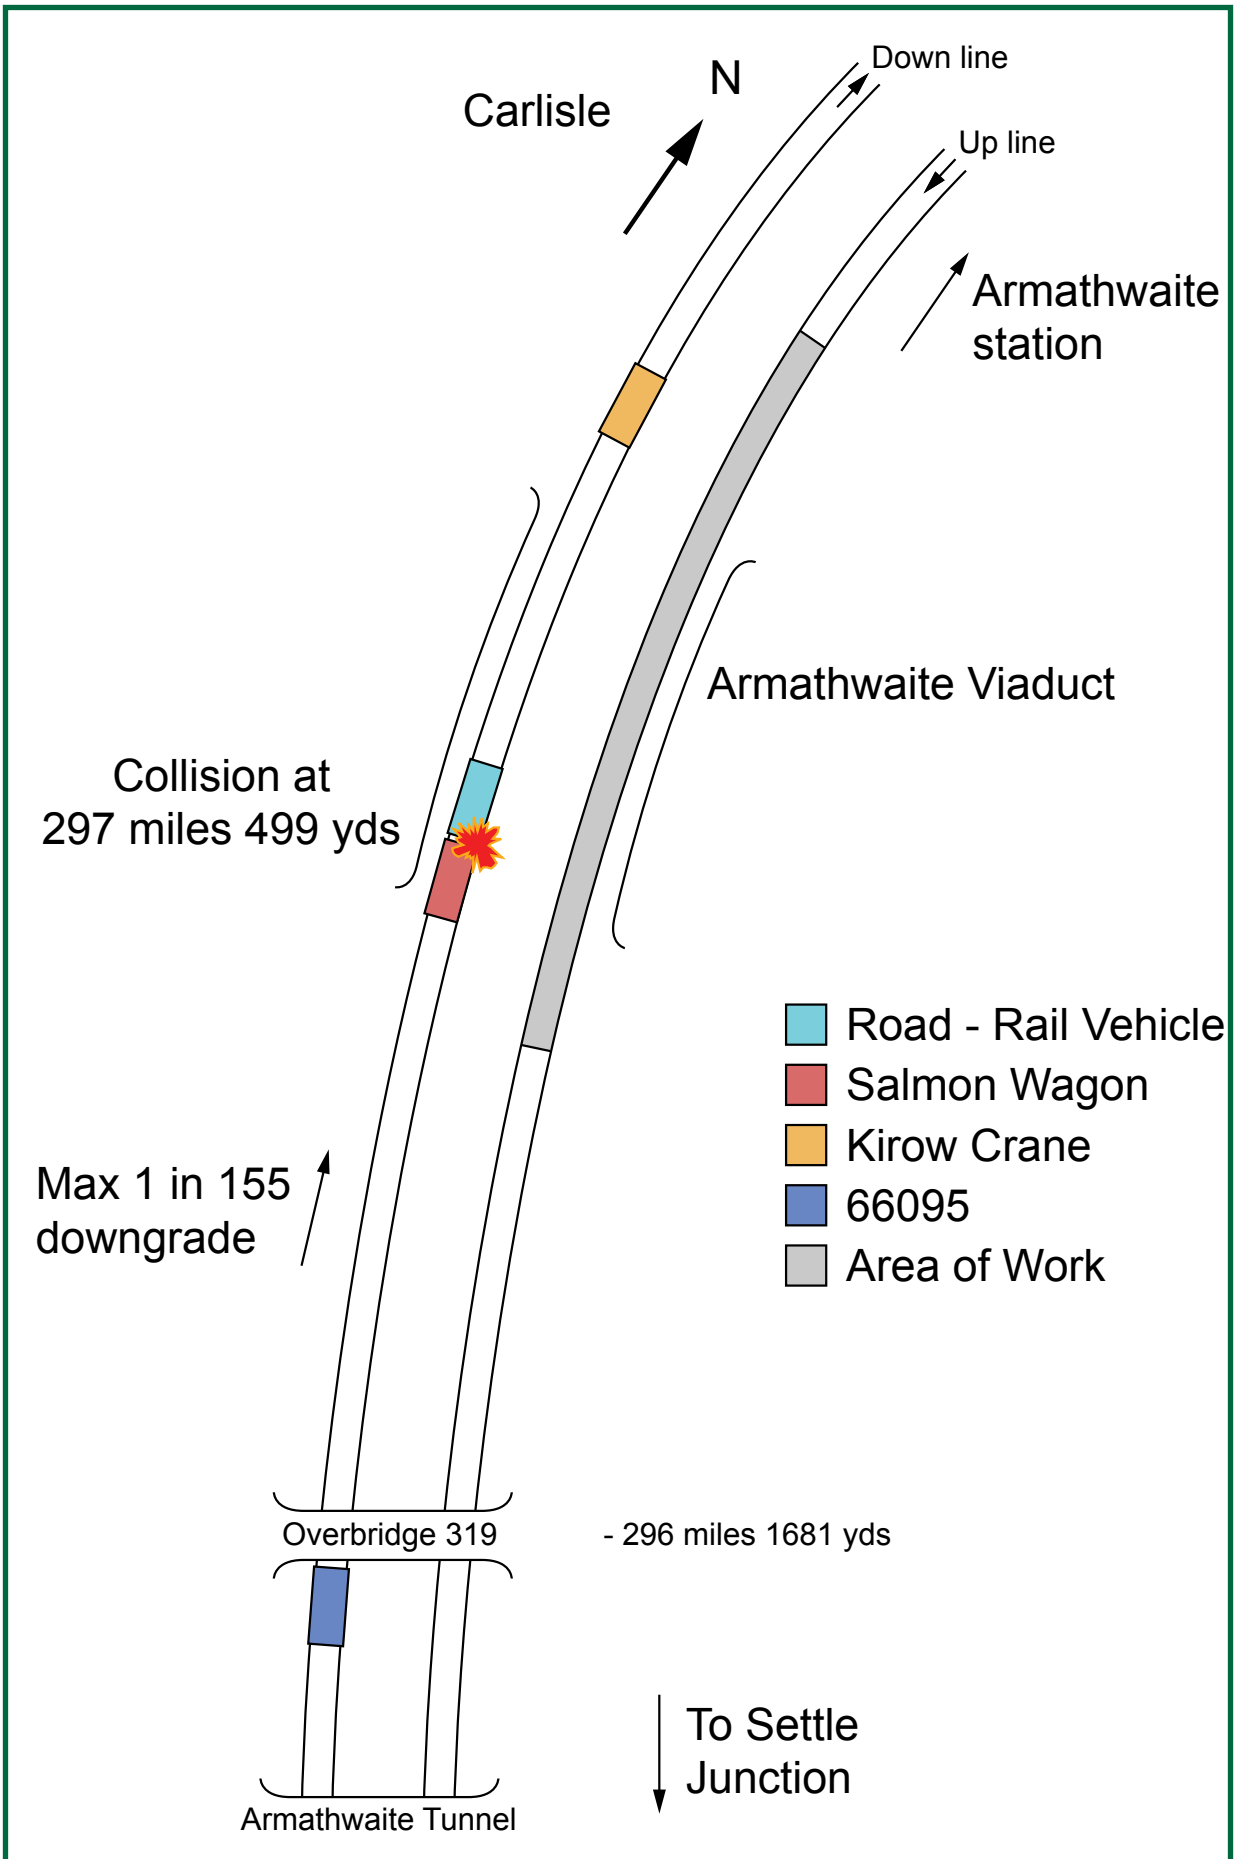 Down line
N
Carlisle
Up line
Armathwaite
station
Armathwaite Viaduct
Collision at
297 miles 499 yds
Road - Rail Vehicle
Salmon Wagon
Kirow Crane
66095
Area of Work
Max 1 in 155
downgrade
Overbridge 319 - 296 miles 1681 yds
To Settle
Junction
Armathwaite Tunnel